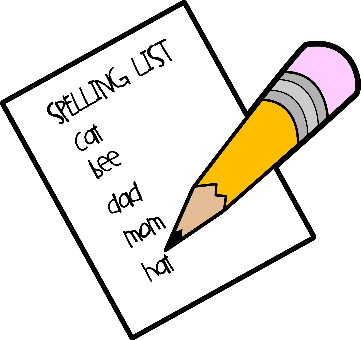 SPELLING LIST
cat
bee
dad
mom
hat